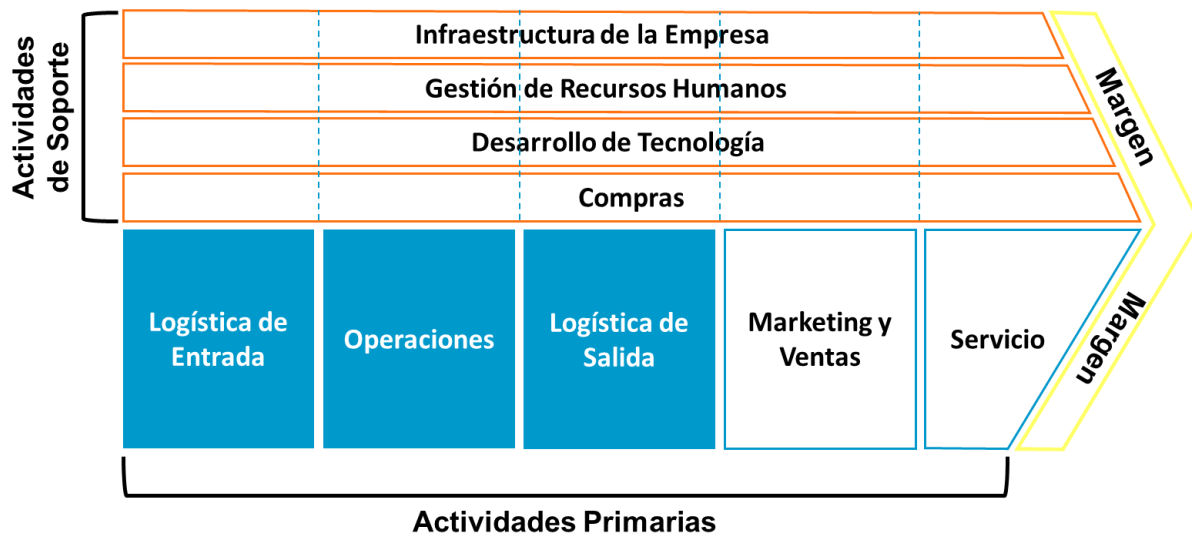 Actividades
de Soporte
Infraestructura de la Empresa
Gestión de Recursos Humanos
Desarrollo de Tecnología
Compras
Margen
Logística de
Entrada
Operaciones
Logística de
Salida
Marketing y
Ventas
Servicio
Margen
Actividades Primarias